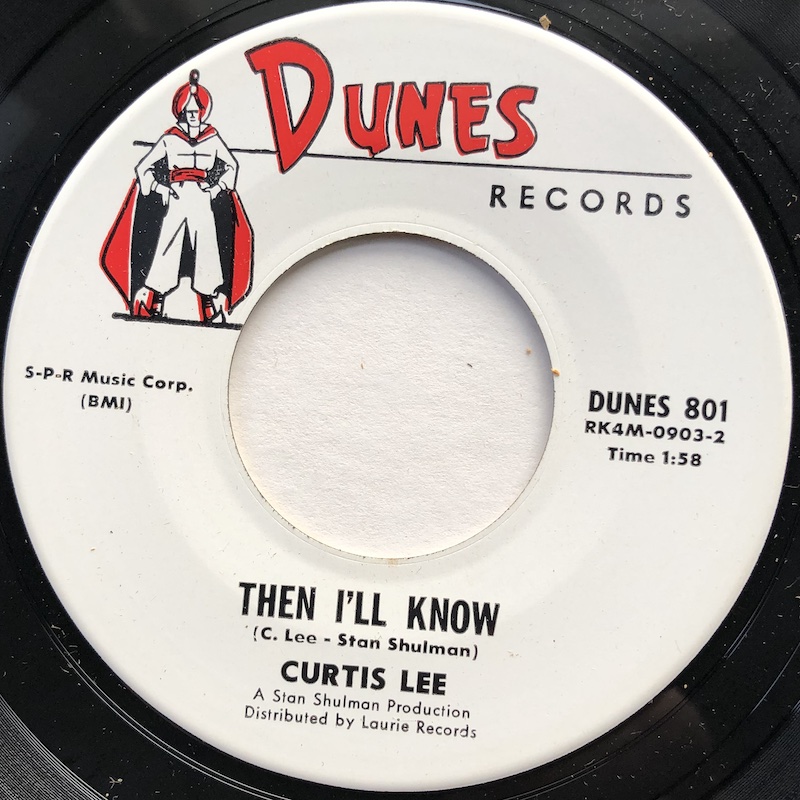 DUNES
RECORDS
S-P-R Music Corp.
(BMI)
DUNES 801
RK4M-0903-2
Time 1:58
THEN I'LL KNOW
(C. Lee - Stan Shulman)
CURTIS LEE
A Stan Shulman Production
Distributed by Laurie Records